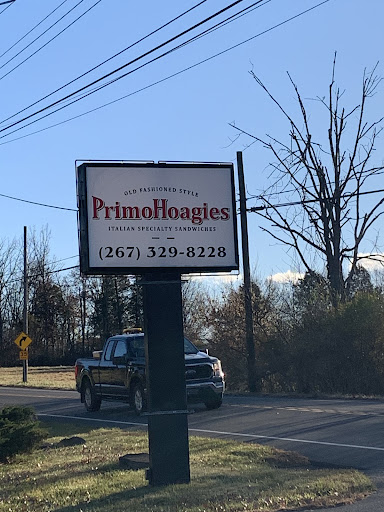 OLD FASHIONED STYLE
PrimoHoagies
ITALIAN SPECIALTY SANDWICHES
(267) 329-8228